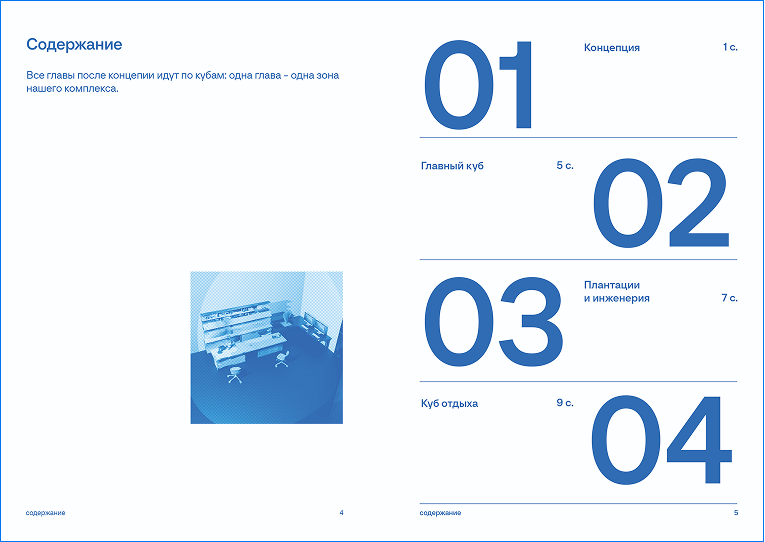 Содержание
Все главы после концепии идут по кубам: одна глава – одна зона
нашего комплекса.
содержание
4
01
Концепция
1 с.
Главный куб
5 с.
02
03
Плантации
и инженерия
7 с.
Куб отдыха
9 с.
04
содержание
5